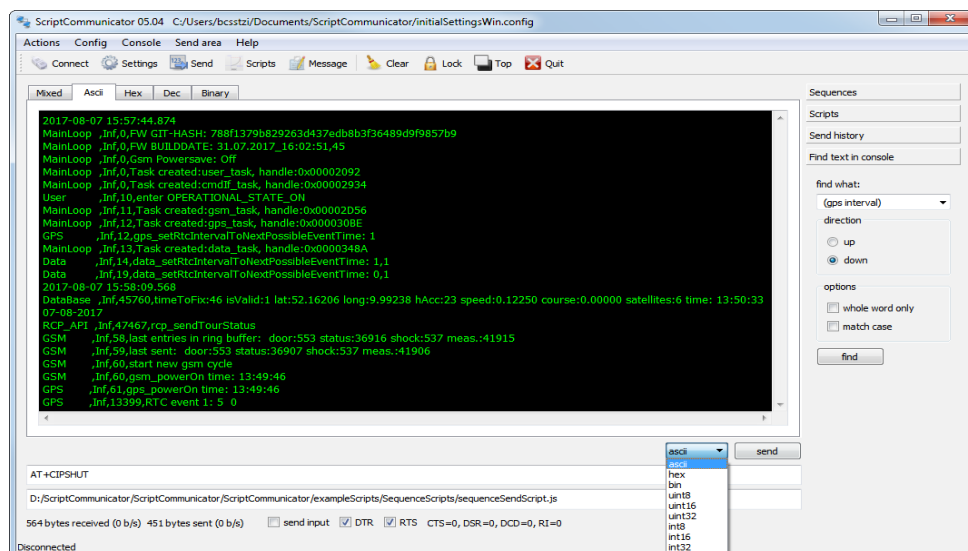 ScriptCommunicator 05.04 C:/Users/bcsstzi/Documents/ScriptCommunicator/initialSettingsWin.config
Actions Config Console Send area Help
Connect Settings Send Scripts Message Clear Lock Top Quit
Mixed Ascii Hex Dec Binary
2017-08-07 15:57:44.874
MainLoop ,Inf,0,FW GIT-HASH: 788f1379b829263d437edb8b3f36489d9f9857b9
MainLoop ,Inf,0,FW BUILDDATE: 31.07.2017_16:02:51,45
MainLoop ,Inf,0,Gsm Powersave: Off
MainLoop ,Inf,0,Task created:user_task, handle:0x00002092
MainLoop ,Inf,0,Task created:cmdIf_task, handle:0x00002934
User ,Inf,10,enter OPERATIONAL_STATE_ON
MainLoop ,Inf,11,Task created:gsm_task, handle:0x00002D56
MainLoop ,Inf,12,Task created:gps_task, handle:0x000030BE
GPS ,Inf,12,gps_setRtcIntervalToNextPossibleEventTime: 1
MainLoop ,Inf,13,Task created:data_task, handle:0x0000348A
Data ,Inf,14,data_setRtcIntervalToNextPossibleEventTime: 1,1
Data ,Inf,19,data_setRtcIntervalToNextPossibleEventTime: 0,1
2017-08-07 15:58:09.568
DataBase ,Inf,45760,timeToFix:46 isValid:1 lat:52.16206 long:9.99238 hAcc:23 speed:0.12250 course:0.00000 satellites:6 time: 13:50:33
07-08-2017
RCP_API ,Inf,47467,rcp_sendTourStatus
GSM ,Inf,58,last entries in ring buffer: door:553 status:36916 shock:537 meas.:41915
GSM ,Inf,59,last sent: door:553 status:36907 shock:537 meas.:41906
GSM ,Inf,60,start new gsm cycle
GSM ,Inf,60,gsm_powerOn time: 13:49:46
GPS ,Inf,61,gps_powerOn time: 13:49:46
GPS ,Inf,13399,RTC event 1: 5 0
Sequences
Scripts
Send history
Find text in console
find what:
(gps interval)
direction
up
down
options
whole word only
match case
find
ascii send
AT+CIPSHUT
D:/ScriptCommunicator/ScriptCommunicator/ScriptCommunicator/exampleScripts/SequenceScripts/sequenceSendScript.js
ascii
hex
bin
uint8
uint16
uint32
int8
int16
int32
564 bytes received (0 b/s) 451 bytes sent (0 b/s) send input DTR RTS CTS=0, DSR=0, DCD=0, RI=0
Disconnected